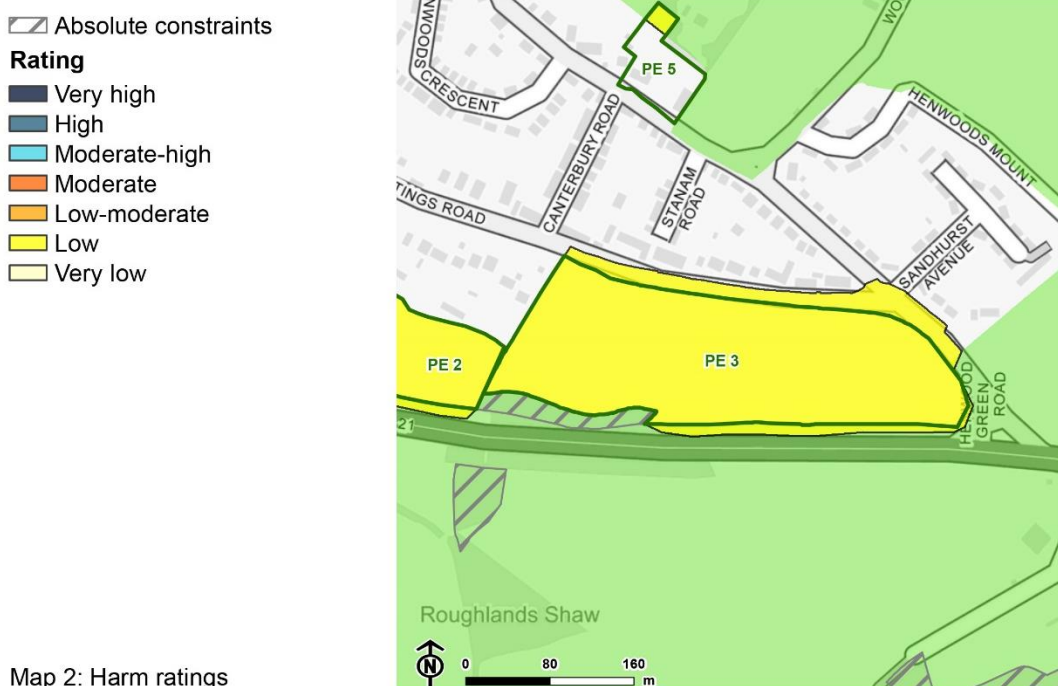 Absolute constraints
Rating
Very high
High
Moderate-high
Moderate
Low-moderate
Low
Very low
Map 2: Harm ratings
CRESCENT
PE 5
CANTERBURY ROAD
STANAM
ROAD
HENWOODS MOUNT
SANDHURST
AVENUE
TINGS ROAD
PE 2
PE 3
GREEN
ROAD
21
Roughlands Shaw
N
0 80 160
m